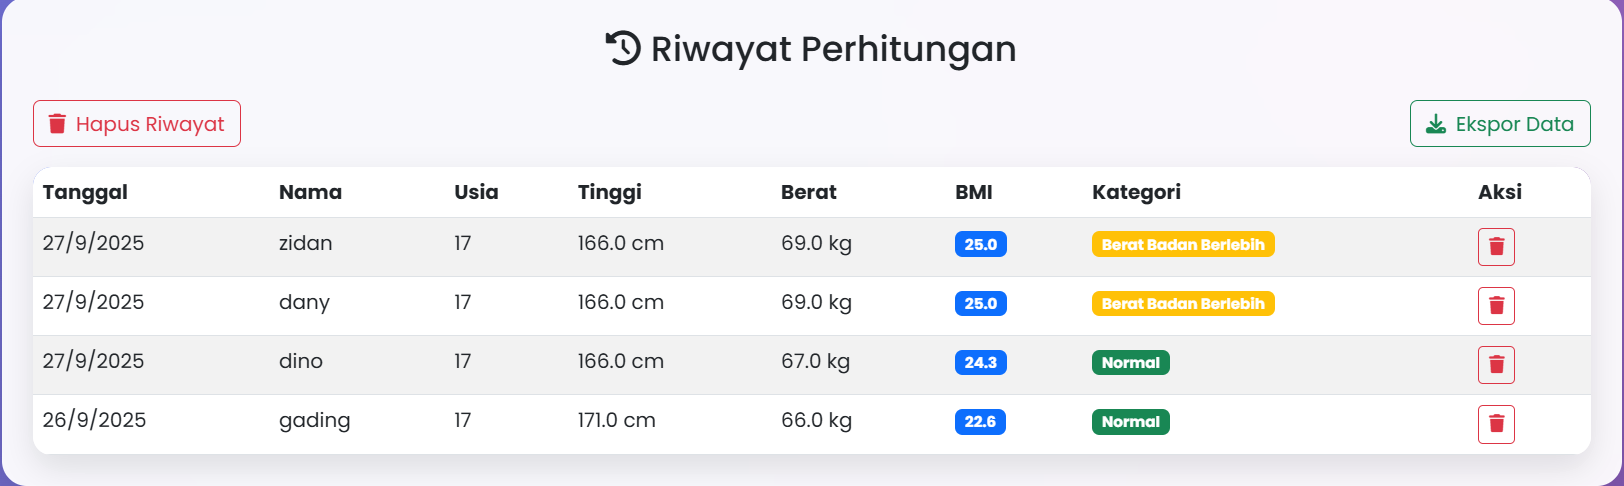 Riwayat Perhitungan
Hapus Riwayat
Ekspor Data
Tanggal Nama Usia Tinggi Berat BMI Kategori Aksi
27/9/2025 zidan 17 166.0 cm 69.0 kg 25.0 Berat Badan Berlebih
27/9/2025 dany 17 166.0 cm 69.0 kg 25.0 Berat Badan Berlebih
27/9/2025 dino 17 166.0 cm 67.0 kg 24.3 Normal
26/9/2025 gading 17 171.0 cm 66.0 kg 22.6 Normal